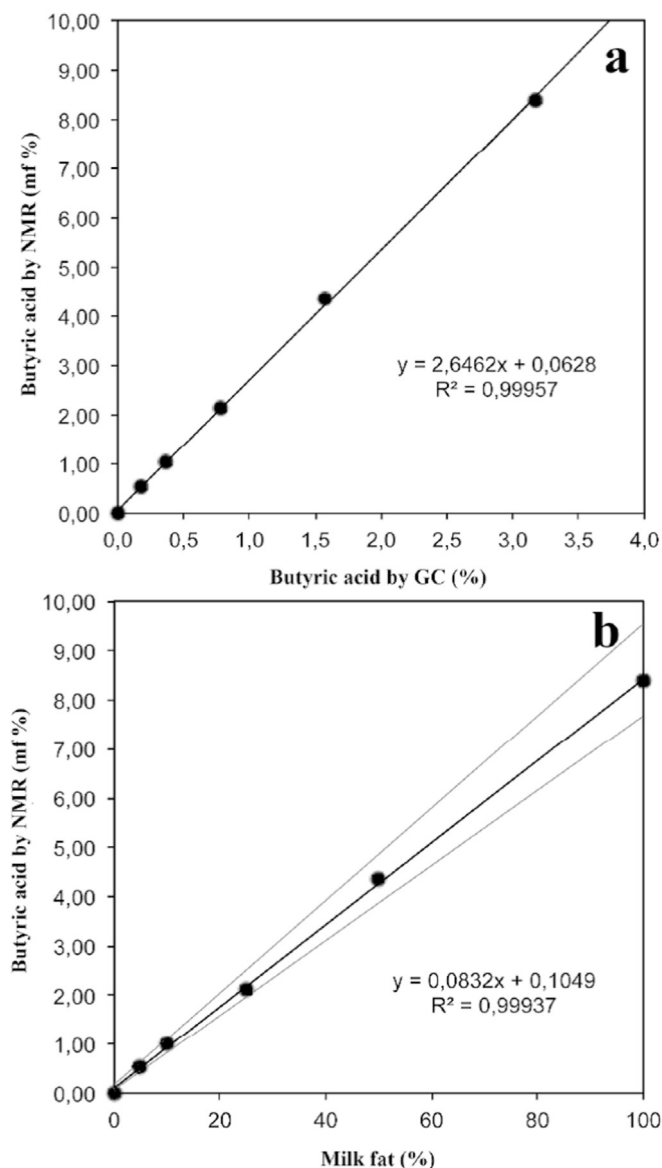 10,00
a
9,00
8,00
7,00
6,00
5,00
4,00
3,00
2,00
1,00
0,00
Butyric acid by NMR (mf %)
y = 2,6462x + 0,0628
R² = 0,99957
0,0 0,5 1,0 1,5 2,0 2,5 3,0 3,5 4,0
Butyric acid by GC (%)
10,00
b
9,00
8,00
7,00
6,00
5,00
4,00
3,00
2,00
1,00
0,00
Butyric acid by NMR (mf %)
y = 0,0832x + 0,1049
R² = 0,99937
0 20 40 60 80 100
Milk fat (%)